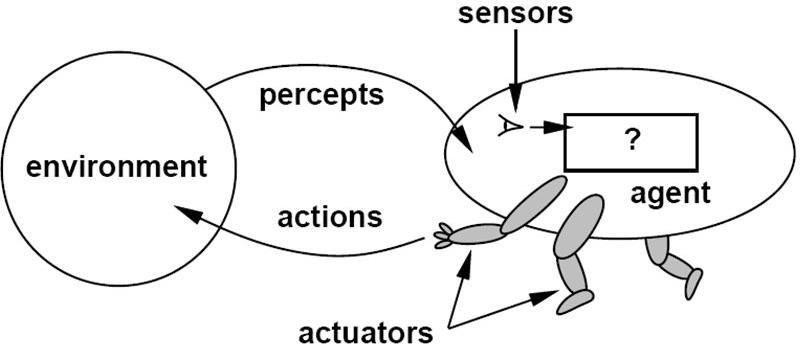 sensors
percepts
environment
?
agent
actions
actuators